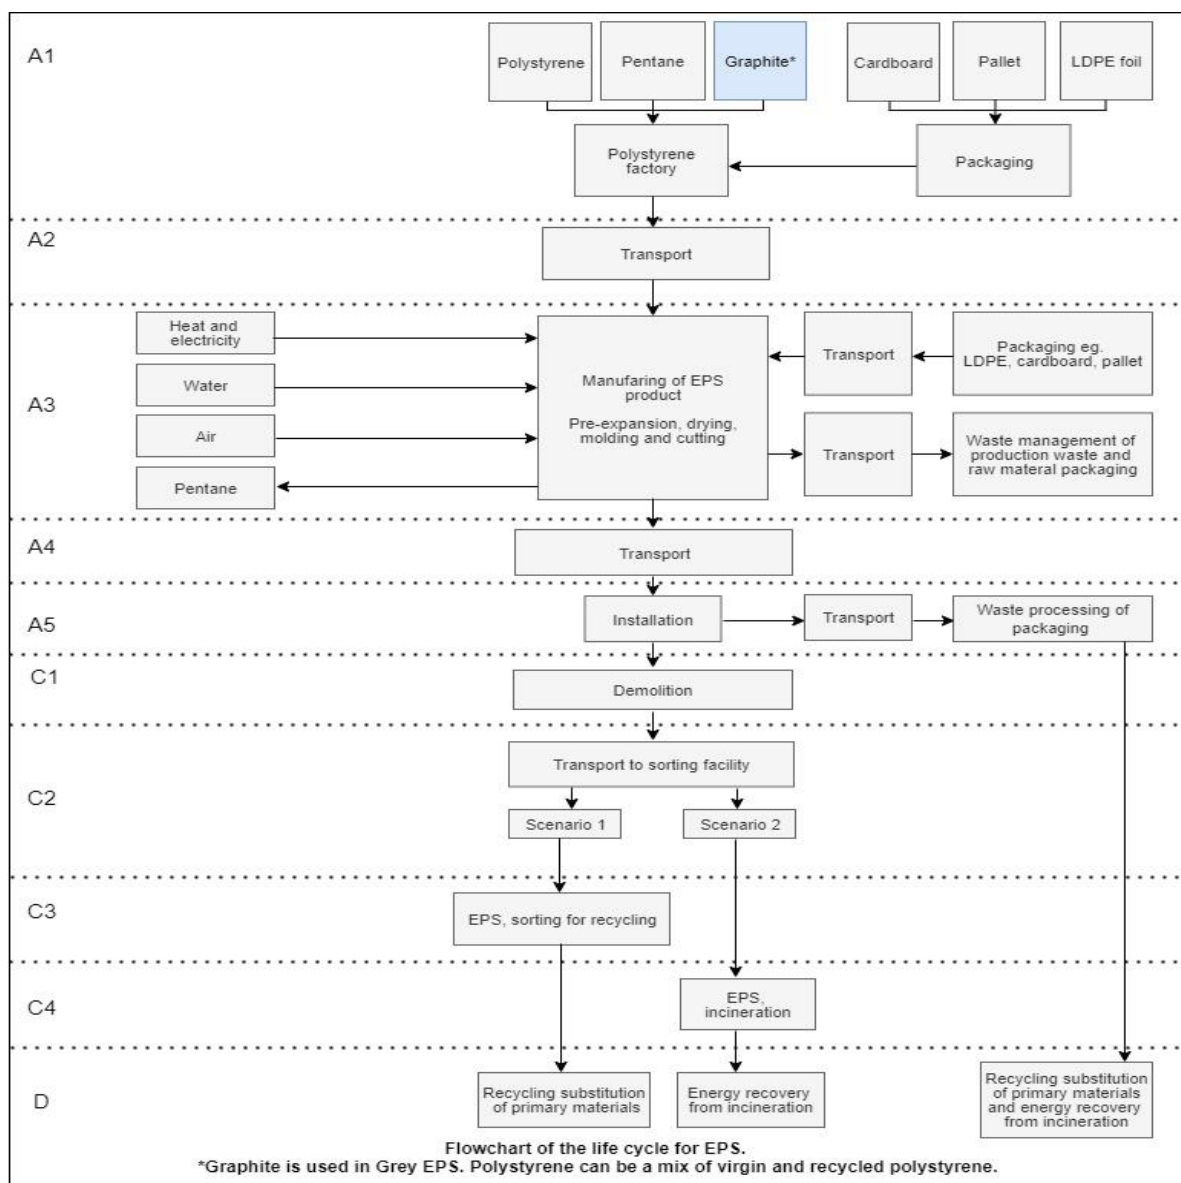 A1
Polystyrene
Pentane
Graphite*
Cardboard
Pallet
LDPE foil
Polystyrene
factory
Packaging
A2
Transport
A3
Heat and
electricity
Water
Air
Pentane
Manufaring of EPS
product
Pre-expansion, drying,
molding and cutting
Transport
Packaging eg.
LDPE, cardboard, pallet
Transport
Waste management of
production waste and
raw materal packaging
A4
Transport
A5
Installation
Transport
Waste processing of
packaging
C1
Demolition
C2
Transport to sorting facility
Scenario 1
Scenario 2
C3
EPS, sorting for recycling
C4
EPS,
incineration
D
Recycling substitution
of primary materials
Energy recovery
from incineration
Recycling substitution
of primary materials
and energy recovery
from incineration
Flowchart of the life cycle for EPS.
*Graphite is used in Grey EPS. Polystyrene can be a mix of virgin and recycled polystyrene.